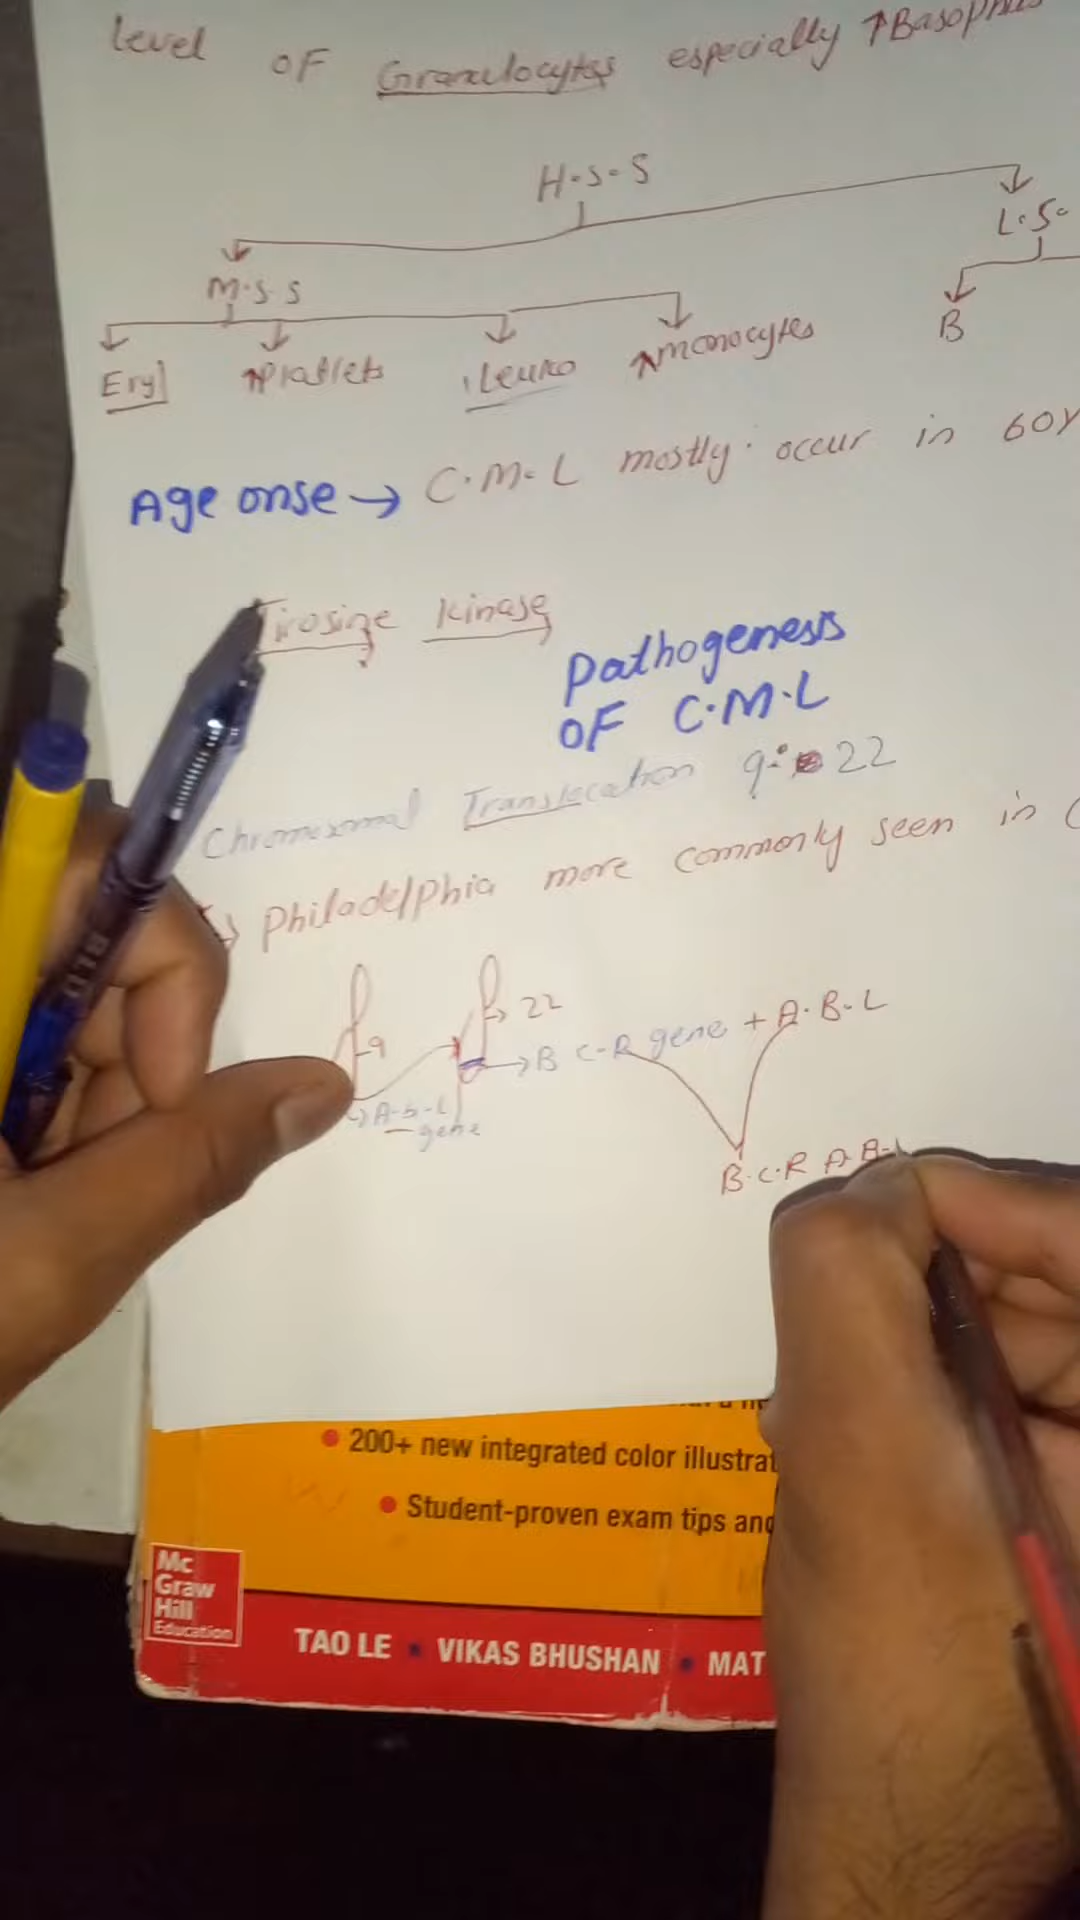 level OF Granulocytes especially ↑Basophils
H.S.S
M.S.S L.S.
Ery ↑Platlets Leuko ↑monocytes B
Age onse → C.M.L mostly occur in 60Y
Tirosine kinase
Pathogenesis
OF C.M.L
Chromosomal Translocation 9: 22
Philadelphia more commonly seen in C
9 → 22
→ B C-R gene + A.B.L
→ A-b-L
gene
B.C.R A B-L
• 200+ new integrated color illustrat
• Student-proven exam tips and
Mc
Graw
Hill
Education
TAO LE • VIKAS BHUSHAN • MAT
BLD